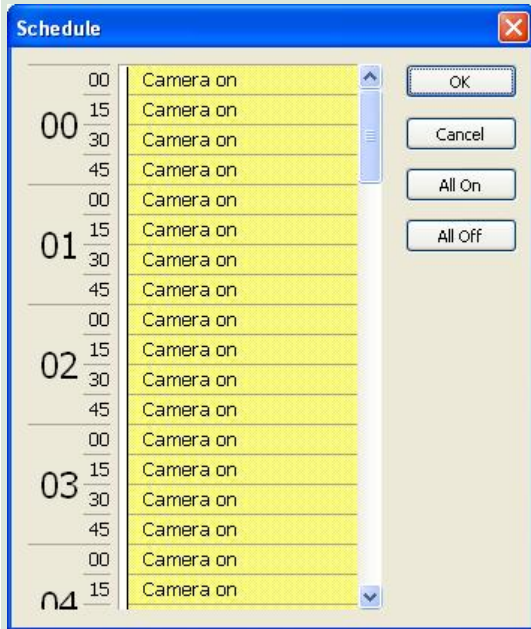 Schedule
00 00 Camera on
15 Camera on
30 Camera on
45 Camera on
01 00 Camera on
15 Camera on
30 Camera on
45 Camera on
02 00 Camera on
15 Camera on
30 Camera on
45 Camera on
03 00 Camera on
15 Camera on
30 Camera on
45 Camera on
04 00 Camera on
15 Camera on
OK
Cancel
All On
All Off